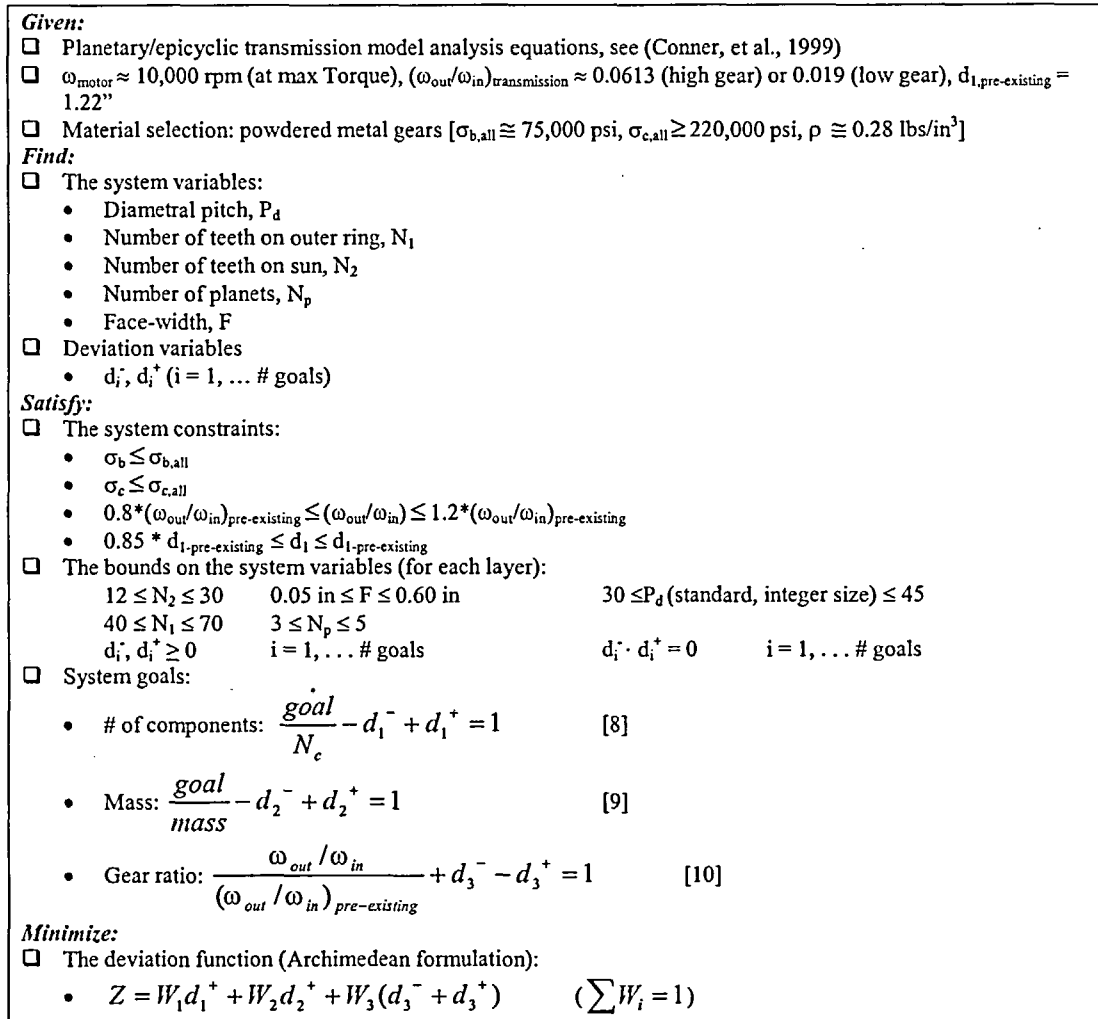 Given:
❑ Planetary/epicyclic transmission model analysis equations, see (Conner, et al., 1999)
❑ ω_motor ≈ 10,000 rpm (at max Torque), (ω_out/ω_in)_transmission ≈ 0.0613 (high gear) or 0.019 (low gear), d_1,pre-existing =
1.22”
❑ Material selection: powdered metal gears [σ_b,all ≅ 75,000 psi, σ_c,all ≥ 220,000 psi, ρ ≅ 0.28 lbs/in³]
Find:
❑ The system variables:
• Diametral pitch, P_d
• Number of teeth on outer ring, N_1
• Number of teeth on sun, N_2
• Number of planets, N_p
• Face-width, F
❑ Deviation variables
• d_i⁻, d_i⁺ (i = 1, … # goals)
Satisfy:
❑ The system constraints:
• σ_b ≤ σ_b,all
• σ_c ≤ σ_c,all
• 0.8*(ω_out/ω_in)_pre-existing ≤ (ω_out/ω_in) ≤ 1.2*(ω_out/ω_in)_pre-existing
• 0.85 * d_1-pre-existing ≤ d_1 ≤ d_1-pre-existing
❑ The bounds on the system variables (for each layer):
12 ≤ N_2 ≤ 30 0.05 in ≤ F ≤ 0.60 in 30 ≤P_d (standard, integer size) ≤ 45
40 ≤ N_1 ≤ 70 3 ≤ N_p ≤ 5
d_i⁻, d_i⁺ ≥ 0 i = 1, … # goals d_i⁻ · d_i⁺ = 0 i = 1, … # goals
❑ System goals:
• # of components: goal/N_c − d_1⁻ + d_1⁺ = 1 [8]
• Mass: goal/mass − d_2⁻ + d_2⁺ = 1 [9]
• Gear ratio: (ω_out / ω_in)/((ω_out / ω_in)_pre-existing) + d_3⁻ − d_3⁺ = 1 [10]
Minimize:
❑ The deviation function (Archimedean formulation):
• Z = W_1d_1⁺ + W_2d_2⁺ + W_3(d_3⁻ + d_3⁺) (∑W_i = 1)